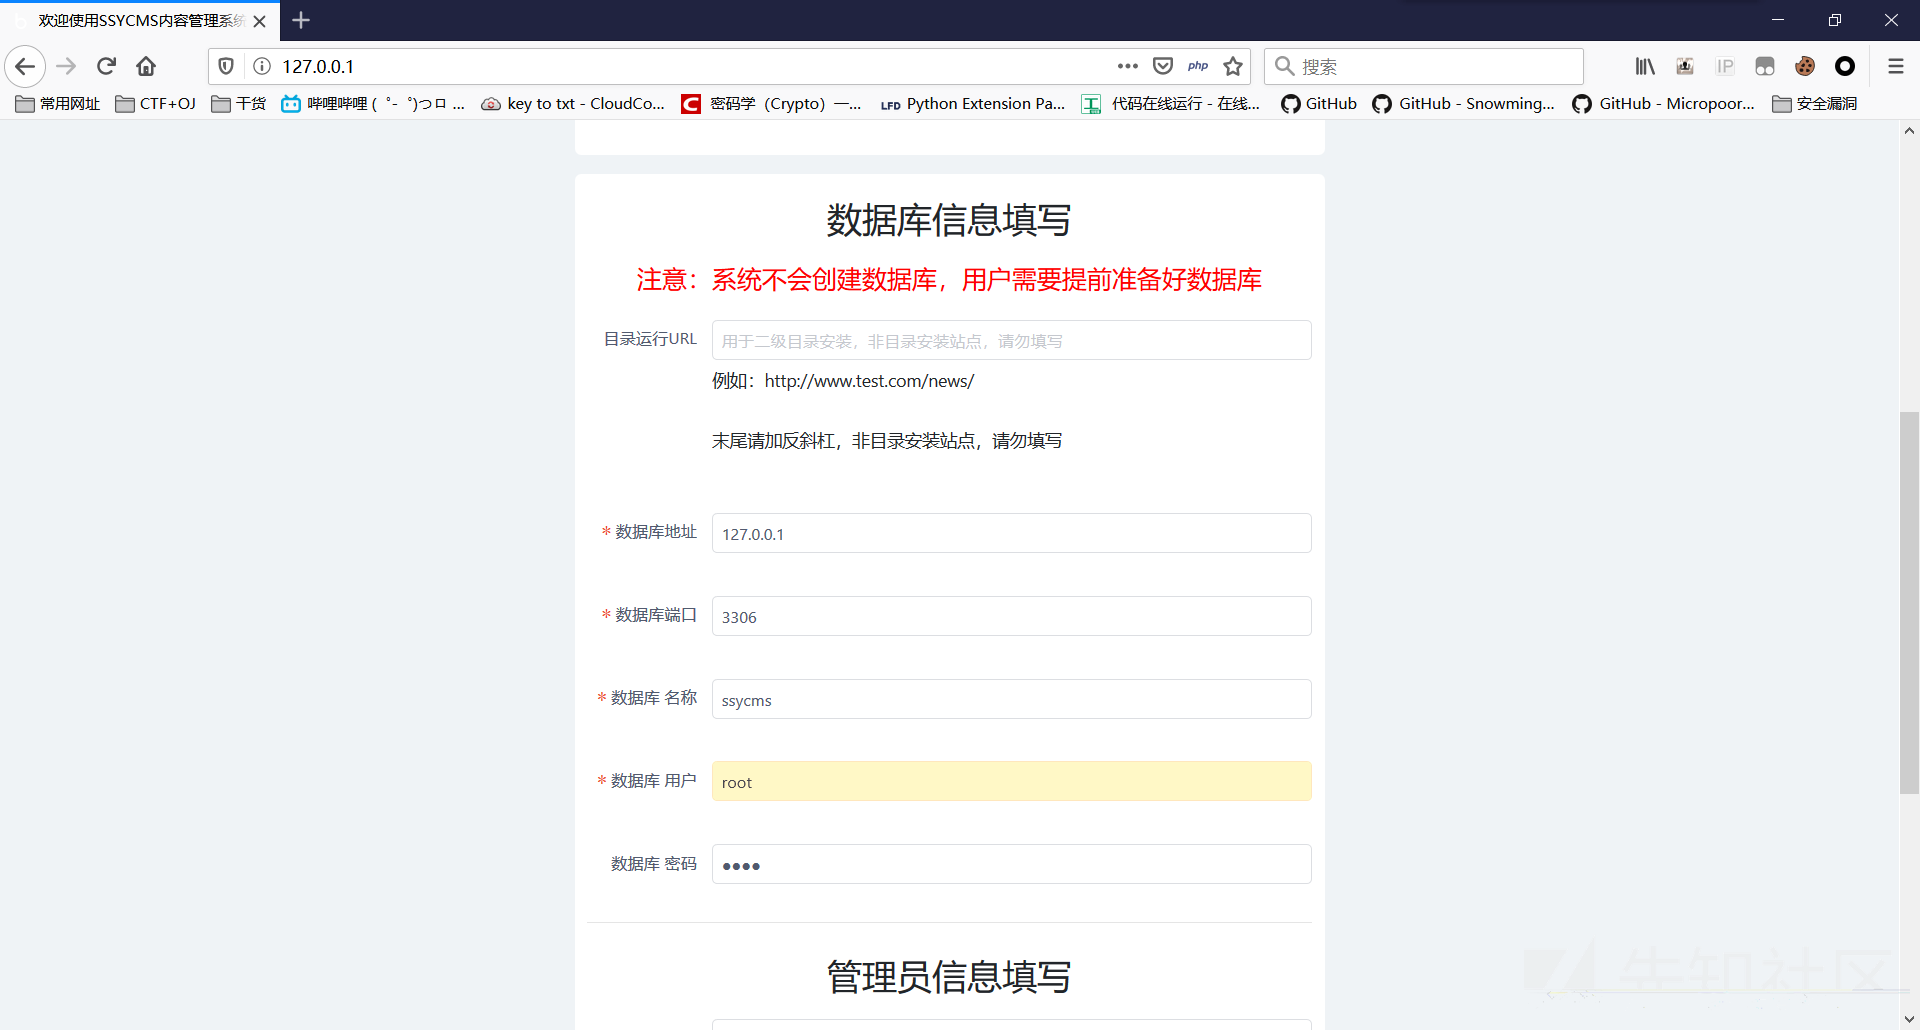 欢迎使用SSYCMS内容管理系统
127.0.0.1
php
搜索
IP
常用网址
CTF+OJ
干货
哔哩哔哩 ( ゜- ゜)つロ ...
key to txt - CloudCo...
密码学（Crypto）一...
LFD Python Extension Pa...
代码在线运行 - 在线...
GitHub
GitHub - Snowming...
GitHub - Micropoor...
安全漏洞
数据库信息填写
注意：系统不会创建数据库，用户需要提前准备好数据库
目录运行URL
用于二级目录安装，非目录安装站点，请勿填写
例如：http://www.test.com/news/
末尾请加反斜杠，非目录安装站点，请勿填写
* 数据库地址
127.0.0.1
* 数据库端口
3306
* 数据库 名称
ssycms
* 数据库 用户
root
数据库 密码
●●●●
管理员信息填写
先知社区